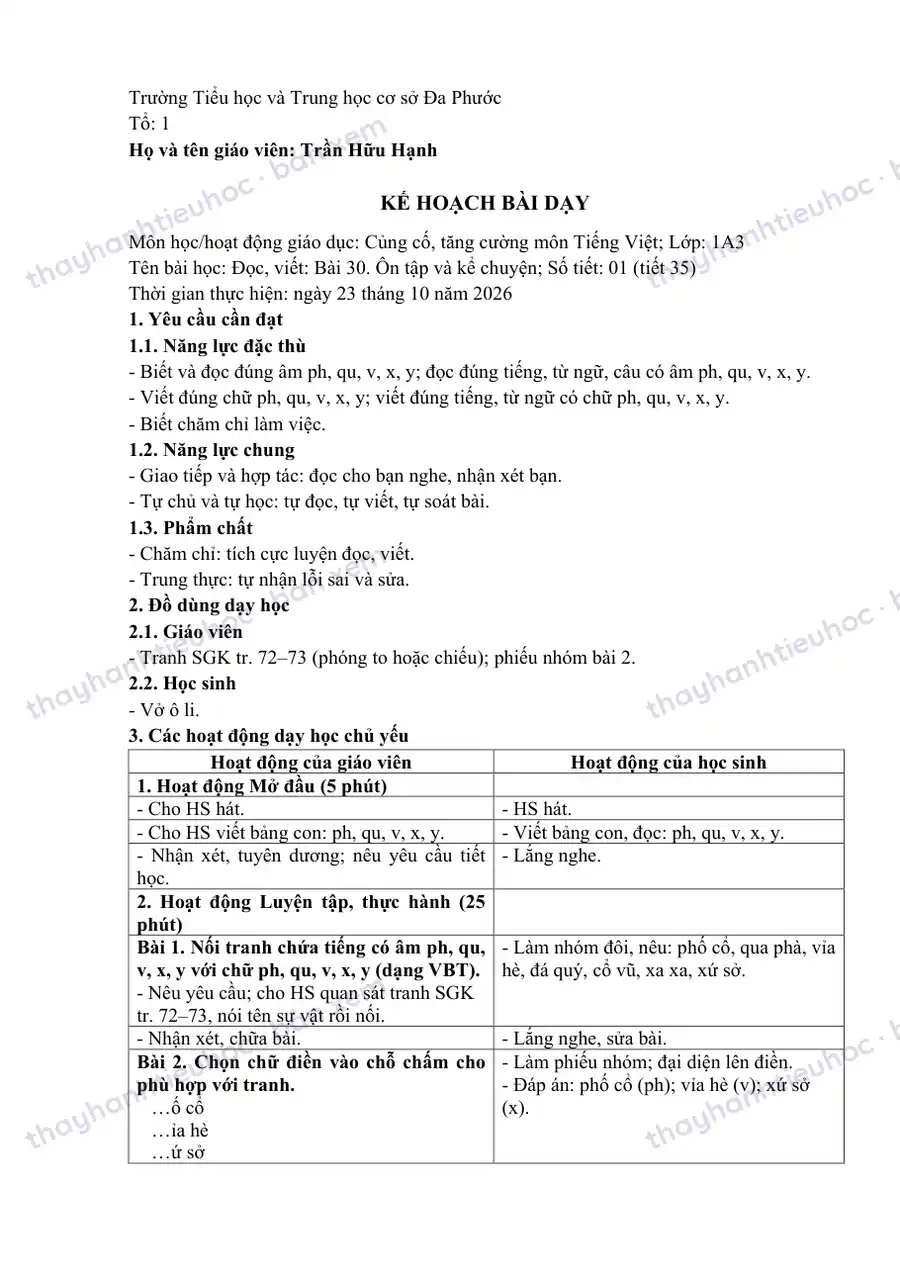 Trường Tiểu học và Trung học cơ sở Đa Phước
Tổ: 1
Họ và tên giáo viên: Trần Hữu Hạnh
KẾ HOẠCH BÀI DẠY
Môn học/hoạt động giáo dục: Củng cố, tăng cường môn Tiếng Việt; Lớp: 1A3
Tên bài học: Đọc, viết: Bài 30. Ôn tập và kể chuyện; Số tiết: 01 (tiết 35)
Thời gian thực hiện: ngày 23 tháng 10 năm 2026
1. Yêu cầu cần đạt
1.1. Năng lực đặc thù
- Biết và đọc đúng âm ph, qu, v, x, y; đọc đúng tiếng, từ ngữ, câu có âm ph, qu, v, x, y.
- Viết đúng chữ ph, qu, v, x, y; viết đúng tiếng, từ ngữ có chữ ph, qu, v, x, y.
- Biết chăm chỉ làm việc.
1.2. Năng lực chung
- Giao tiếp và hợp tác: đọc cho bạn nghe, nhận xét bạn.
- Tự chủ và tự học: tự đọc, tự viết, tự soát bài.
1.3. Phẩm chất
- Chăm chỉ: tích cực luyện đọc, viết.
- Trung thực: tự nhận lỗi sai và sửa.
2. Đồ dùng dạy học
2.1. Giáo viên
- Tranh SGK tr. 72–73 (phóng to hoặc chiếu); phiếu nhóm bài 2.
2.2. Học sinh
- Vở ô li.
3. Các hoạt động dạy học chủ yếu
Hoạt động của giáo viên
Hoạt động của học sinh
1. Hoạt động Mở đầu (5 phút)
- Cho HS hát.
- HS hát.
- Cho HS viết bảng con: ph, qu, v, x, y.
- Viết bảng con, đọc: ph, qu, v, x, y.
- Nhận xét, tuyên dương; nêu yêu cầu tiết
học.
- Lắng nghe.
2. Hoạt động Luyện tập, thực hành (25
phút)
Bài 1. Nối tranh chứa tiếng có âm ph, qu,
v, x, y với chữ ph, qu, v, x, y (dạng VBT).
- Nêu yêu cầu; cho HS quan sát tranh SGK
tr. 72–73, nói tên sự vật rồi nối.
- Làm nhóm đôi, nêu: phố cổ, qua phà, vỉa
hè, đá quý, cổ vũ, xa xa, xứ sở.
- Nhận xét, chữa bài.
- Lắng nghe, sửa bài.
Bài 2. Chọn chữ điền vào chỗ chấm cho
phù hợp với tranh.
…ố cổ
…ỉa hè
…ứ sở
- Làm phiếu nhóm; đại diện lên điền.
- Đáp án: phố cổ (ph); vỉa hè (v); xứ sở
(x).
thayhanhtieuhoc · bản xem
thayhanhtieuhoc · b
thayhanhtieuhoc · bản xem
thayhanhtieuhoc · b
thayhanhtieuhoc · bản xem
thayhanhtieuhoc · b